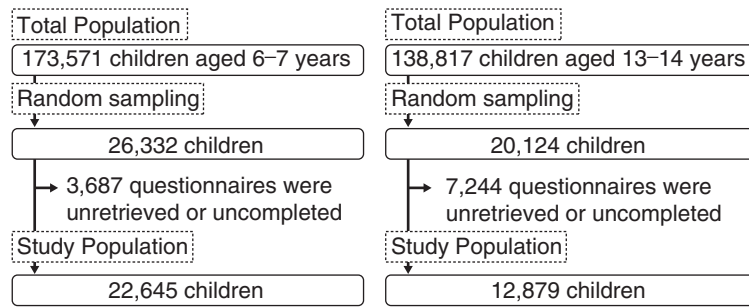 Total Population
173,571 children aged 6–7 years
Random sampling
26,332 children
3,687 questionnaires were
unretrieved or uncompleted
Study Population
22,645 children
Total Population
138,817 children aged 13–14 years
Random sampling
20,124 children
7,244 questionnaires were
unretrieved or uncompleted
Study Population
12,879 children